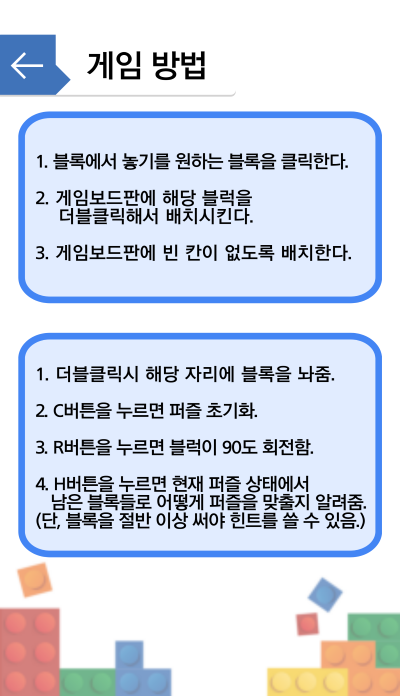 게임 방법
1. 블록에서 놓기를 원하는 블록을 클릭한다.
2. 게임보드판에 해당 블럭을
더블클릭해서 배치시킨다.
3. 게임보드판에 빈 칸이 없도록 배치한다.
1. 더블클릭시 해당 자리에 블록을 놔줌.
2. C버튼을 누르면 퍼즐 초기화.
3. R버튼을 누르면 블럭이 90도 회전함.
4. H버튼을 누르면 현재 퍼즐 상태에서
남은 블록들로 어떻게 퍼즐을 맞출지 알려줌.
(단, 블록을 절반 이상 써야 힌트를 쓸 수 있음.)